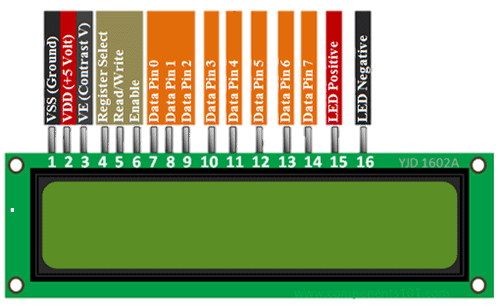 VSS (Ground)
VDD (+5 Volt)
VE (Contrast V)
Register Select
Read/Write
Enable
Data Pin 0
Data Pin 1
Data Pin 2
Data Pin 3
Data Pin 4
Data Pin 5
Data Pin 6
Data Pin 7
LED Positive
LED Negative
1 2 3 4 5 6 7 8 9 10 11 12 13 14 15 16
YJD 1602A